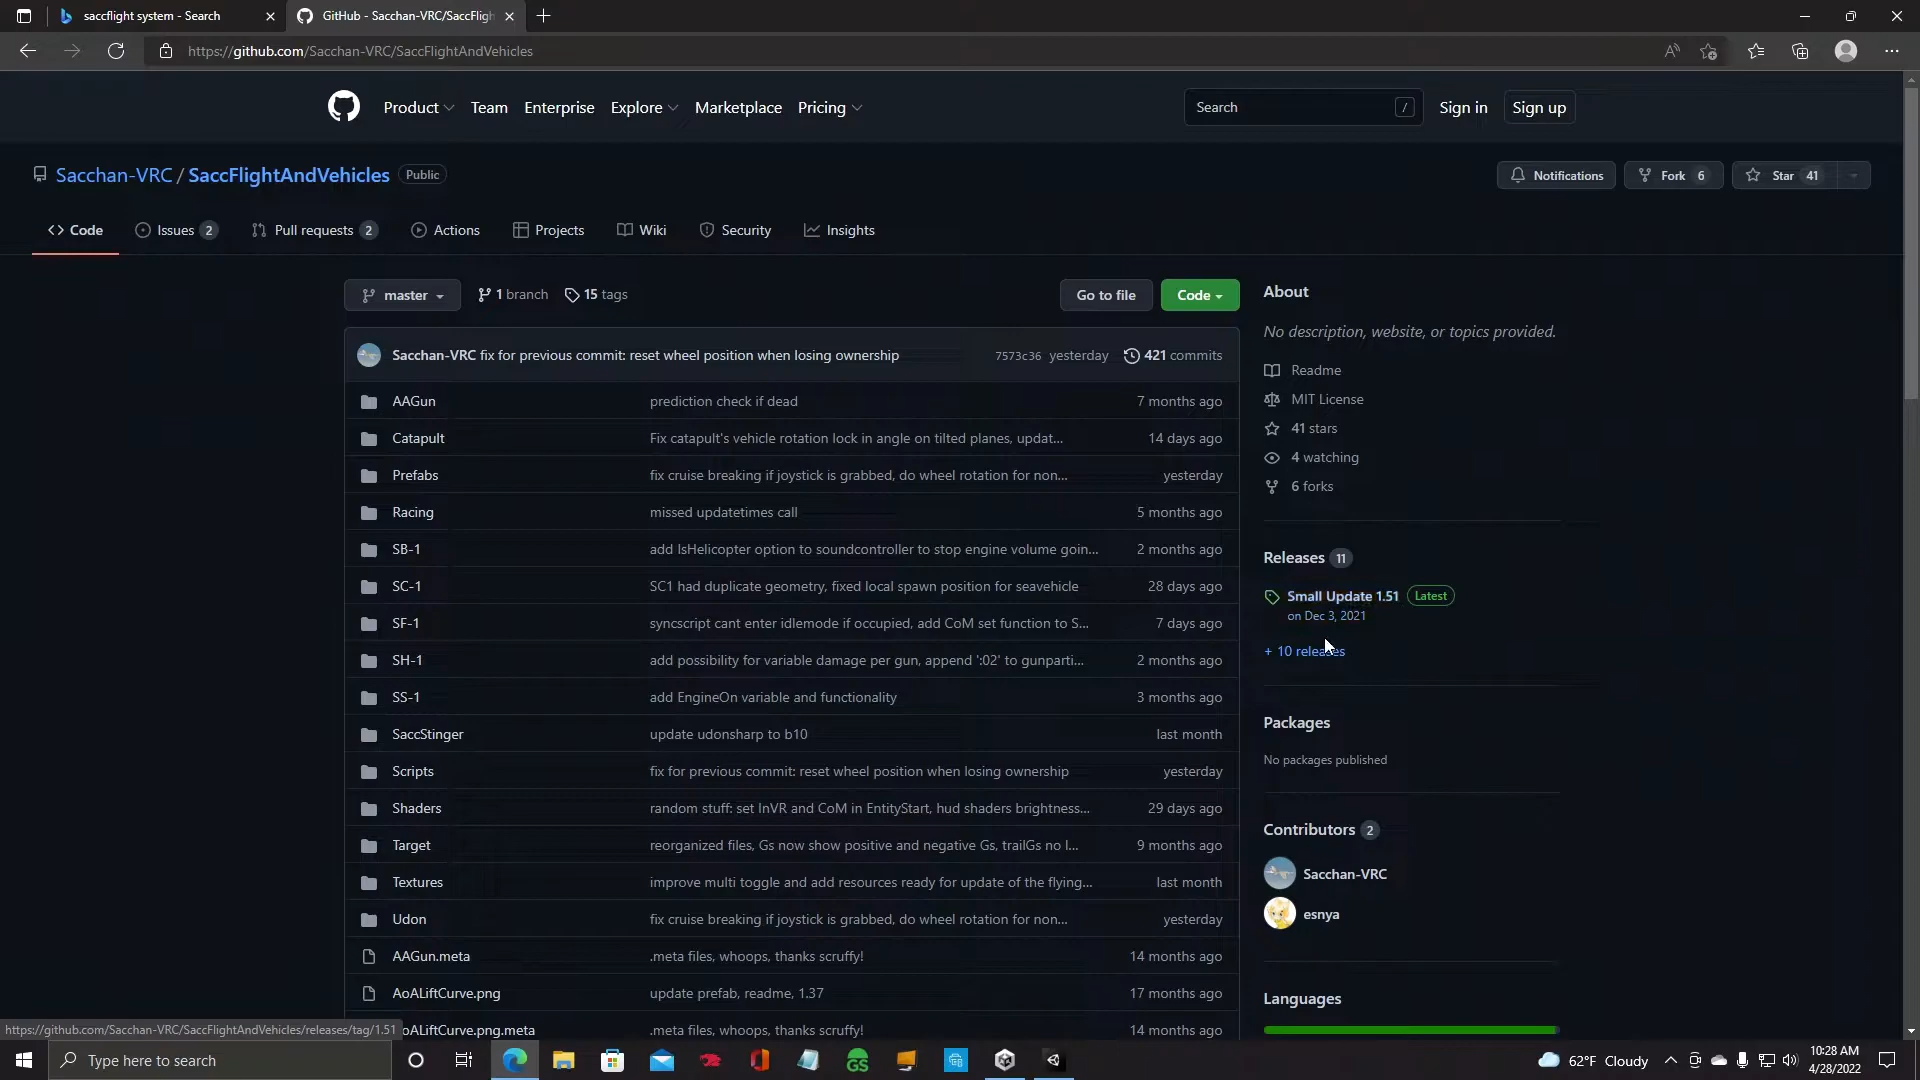 saccflight system - Search
GitHub - Sacchan-VRC/SaccFligh
https://github.com/Sacchan-VRC/SaccFlightAndVehicles
Product
Team
Enterprise
Explore
Marketplace
Pricing
Search /
Sign in
Sign up
Sacchan-VRC / SaccFlightAndVehicles Public
Notifications
Fork 6
Star 41
<> Code
Issues 2
Pull requests 2
Actions
Projects
Wiki
Security
Insights
master
1 branch
15 tags
Go to file
Code
Sacchan-VRC fix for previous commit: reset wheel position when losing ownership 7573c36 yesterday 421 commits
AAGun prediction check if dead 7 months ago
Catapult Fix catapult's vehicle rotation lock in angle on tilted planes, updat... 14 days ago
Prefabs fix cruise breaking if joystick is grabbed, do wheel rotation for non... yesterday
Racing missed updatetimes call 5 months ago
SB-1 add IsHelicopter option to soundcontroller to stop engine volume goin... 2 months ago
SC-1 SC1 had duplicate geometry, fixed local spawn position for seavehicle 28 days ago
SF-1 syncscript cant enter idlemode if occupied, add CoM set function to S... 7 days ago
SH-1 add possibility for variable damage per gun, append ':02' to gunparti... 2 months ago
SS-1 add EngineOn variable and functionality 3 months ago
SaccStinger update udonsharp to b10 last month
Scripts fix for previous commit: reset wheel position when losing ownership yesterday
Shaders random stuff: set InVR and CoM in EntityStart, hud shaders brightness... 29 days ago
Target reorganized files, Gs now show positive and negative Gs, trailGs no l... 9 months ago
Textures improve multi toggle and add resources ready for update of the flying... last month
Udon fix cruise breaking if joystick is grabbed, do wheel rotation for non... yesterday
AAGun.meta .meta files, whoops, thanks scruffy! 14 months ago
AoALiftCurve.png update prefab, readme, 1.37 17 months ago
oALiftCurve.png.meta .meta files, whoops, thanks scruffy! 14 months ago
About
No description, website, or topics provided.
Readme
MIT License
41 stars
4 watching
6 forks
Releases 11
Small Update 1.51 Latest
on Dec 3, 2021
+ 10 releases
Packages
No packages published
Contributors 2
Sacchan-VRC
esnya
Languages
https://github.com/Sacchan-VRC/SaccFlightAndVehicles/releases/tag/1.51
Type here to search
GS
62°F Cloudy
10:28 AM
4/28/2022